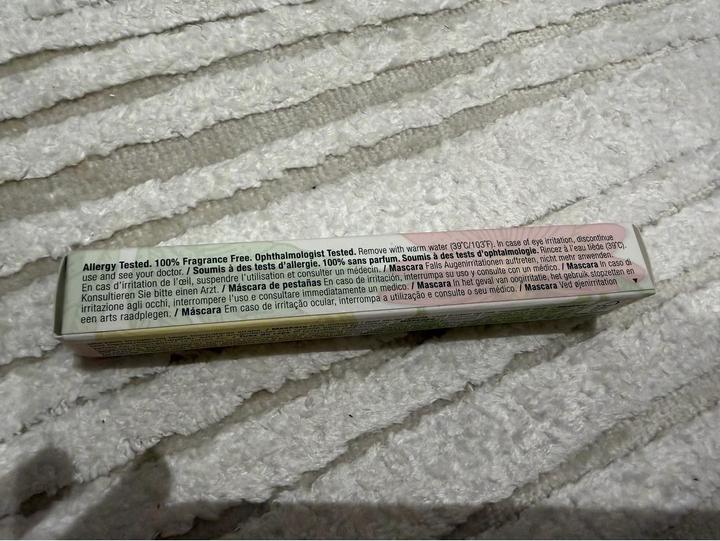 Allergy Tested. 100% Fragrance Free. Ophthalmologist Tested. Remove with warm water (39°C/103°F). In case of eye irritation, discontinue
use and see your doctor. / Soumis à des tests d'allergie. 100% sans parfum. Soumis à des tests d'ophtalmologie. Rincez à l'eau tiède (39°C).
En cas d'irritation de l'œil, suspendre l'utilisation et consulter un médecin. / Mascara Falls Augenirritationen auftreten, nicht mehr anwenden.
Konsultieren Sie bitte einen Arzt. / Máscara de pestañas En caso de irritación, interrumpa su uso y consulte con un médico. / Mascara In caso di
irritazione agli occhi, interrompere l'uso e consultare immediatamente un medico. / Mascara In het geval van oogirritatie, het gebruik stopzetten en
een arts raadplegen. / Máscara Em caso de irritação ocular, interrompa a utilização e consulte o seu médico. / Mascara Ved øjenirritation